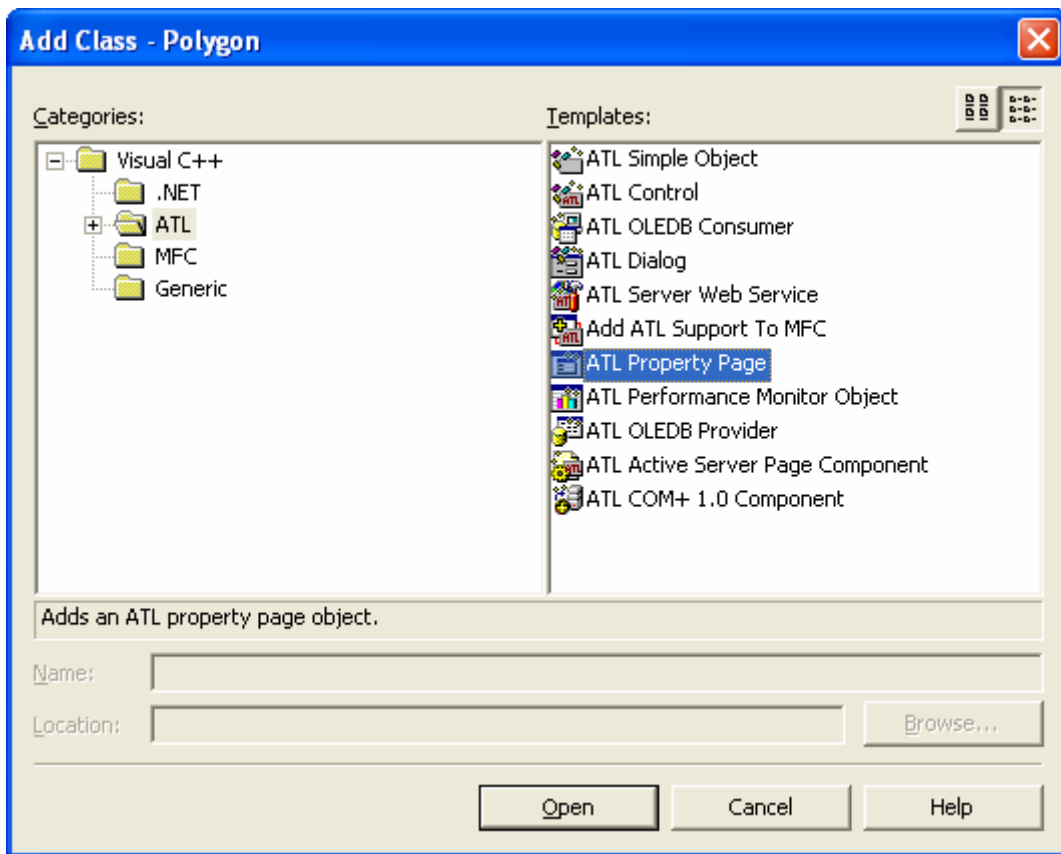 Add Class - Polygon
Categories:
Templates:
Visual C++
.NET
ATL
MFC
Generic
ATL Simple Object
ATL Control
ATL OLEDB Consumer
ATL Dialog
ATL Server Web Service
Add ATL Support To MFC
ATL Property Page
ATL Performance Monitor Object
ATL OLEDB Provider
ATL Active Server Page Component
ATL COM+ 1.0 Component
Adds an ATL property page object.
Name:
Location:
Browse...
Open
Cancel
Help